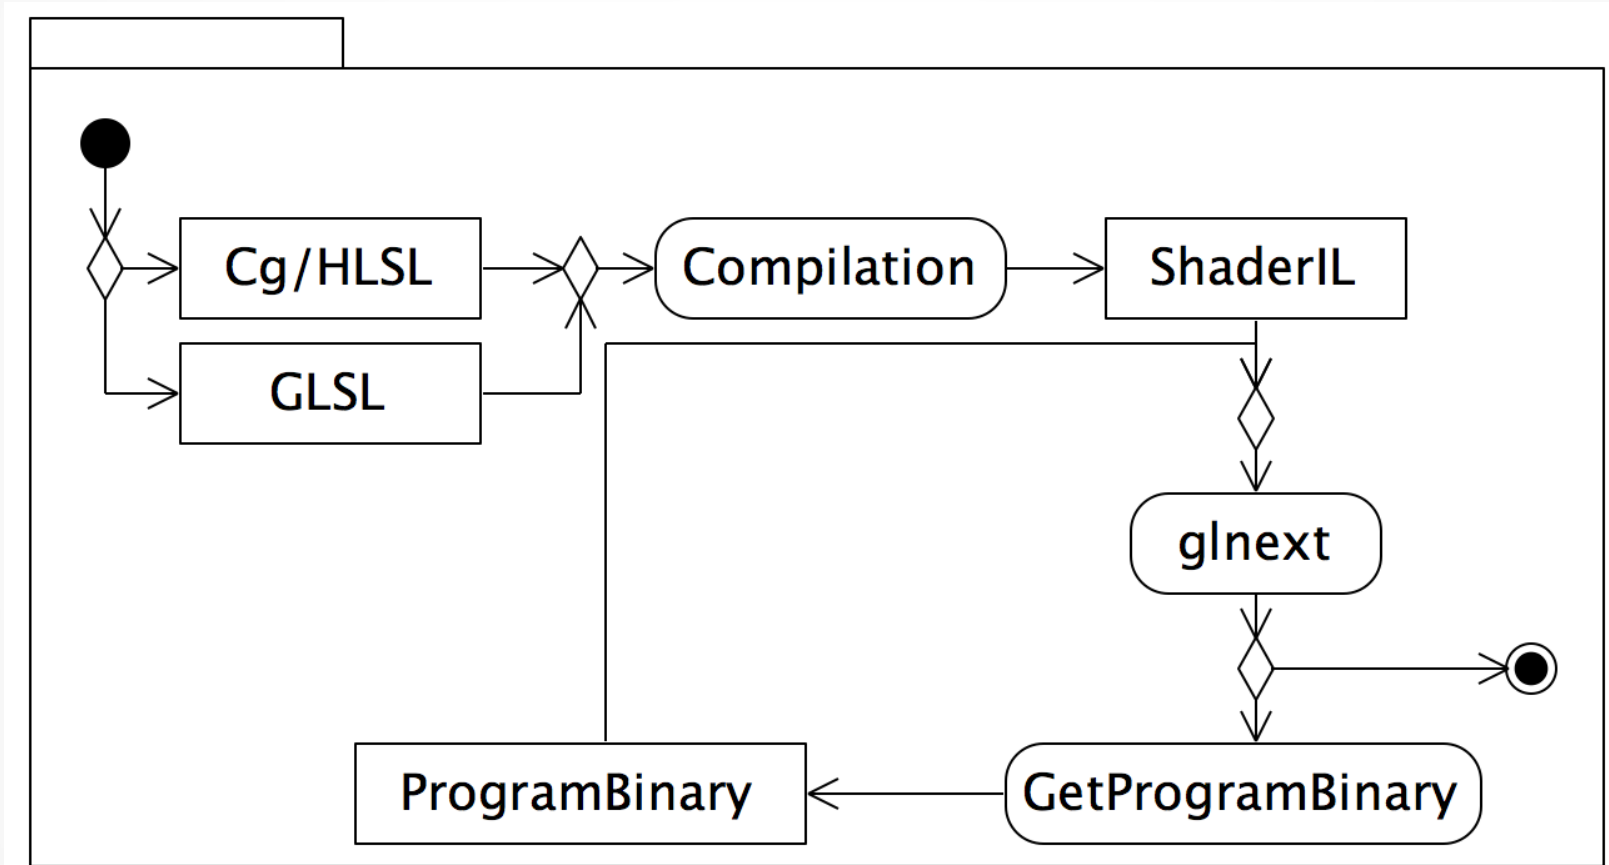 Cg/HLSL
Compilation
ShaderIL
GLSL
glnext
ProgramBinary
GetProgramBinary